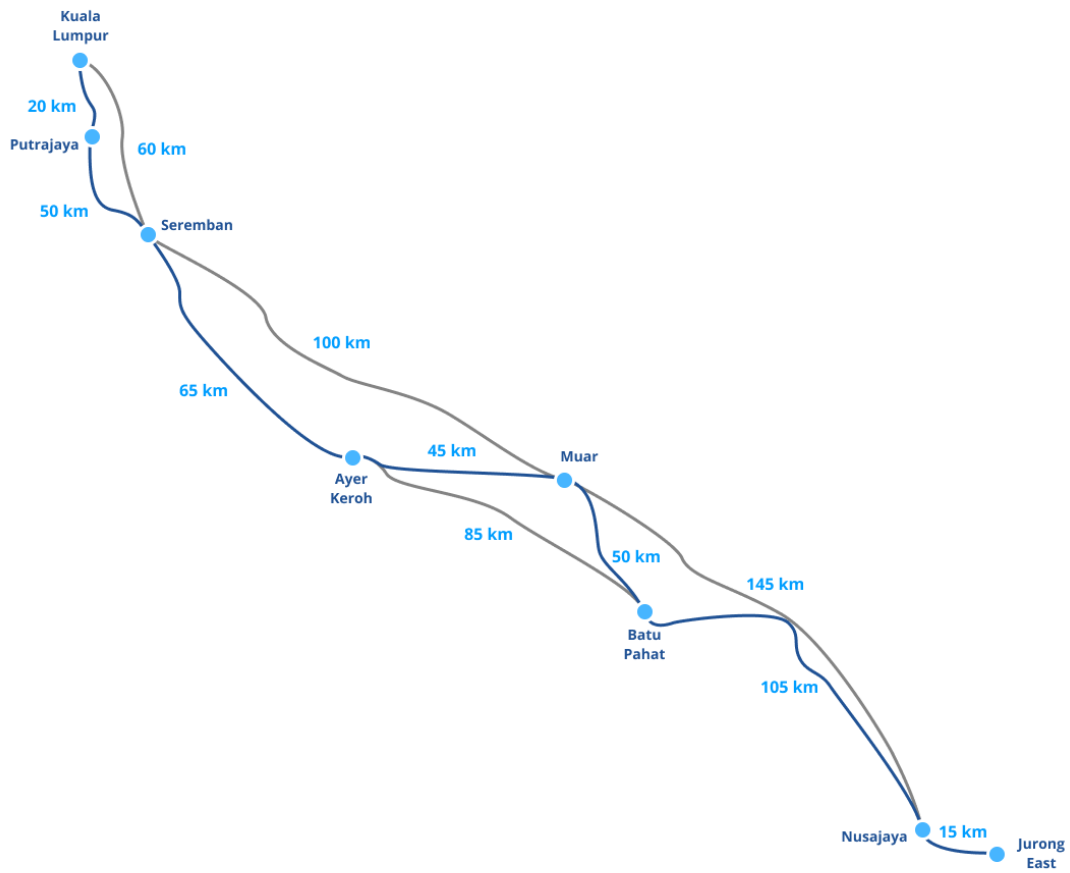 Kuala
Lumpur
20 km
Putrajaya
60 km
50 km
Seremban
100 km
65 km
45 km
Muar
Ayer
Keroh
85 km
50 km
145 km
Batu
Pahat
105 km
Nusajaya
15 km
Jurong
East